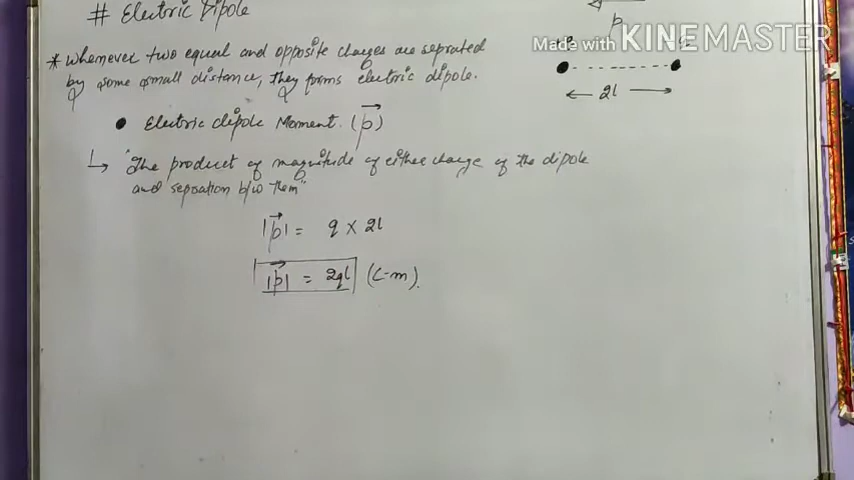 # Electric Dipole
p
Made with KINEMASTER
* Whenever two equal and opposite charges are seprated
by some small distance, they forms electric dipole.
2l
• Electric dipole Moment. (p⃗)
↳ "The product of magnitude of either charge of the dipole
and sepration b/w them"
|p⃗| = q × 2l
|p⃗| = 2ql (C-m).